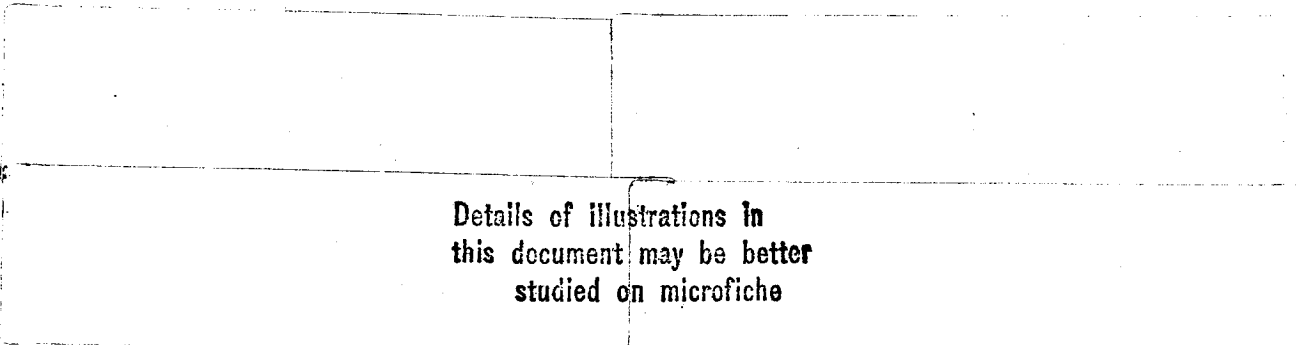 Details of illustrations in
this document may be better
studied on microfiche